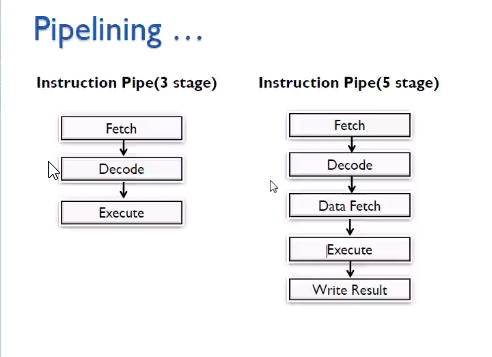 Pipelining ...
Instruction Pipe(3 stage)
Fetch
Decode
Execute
Instruction Pipe(5 stage)
Fetch
Decode
Data Fetch
Execute
Write Result